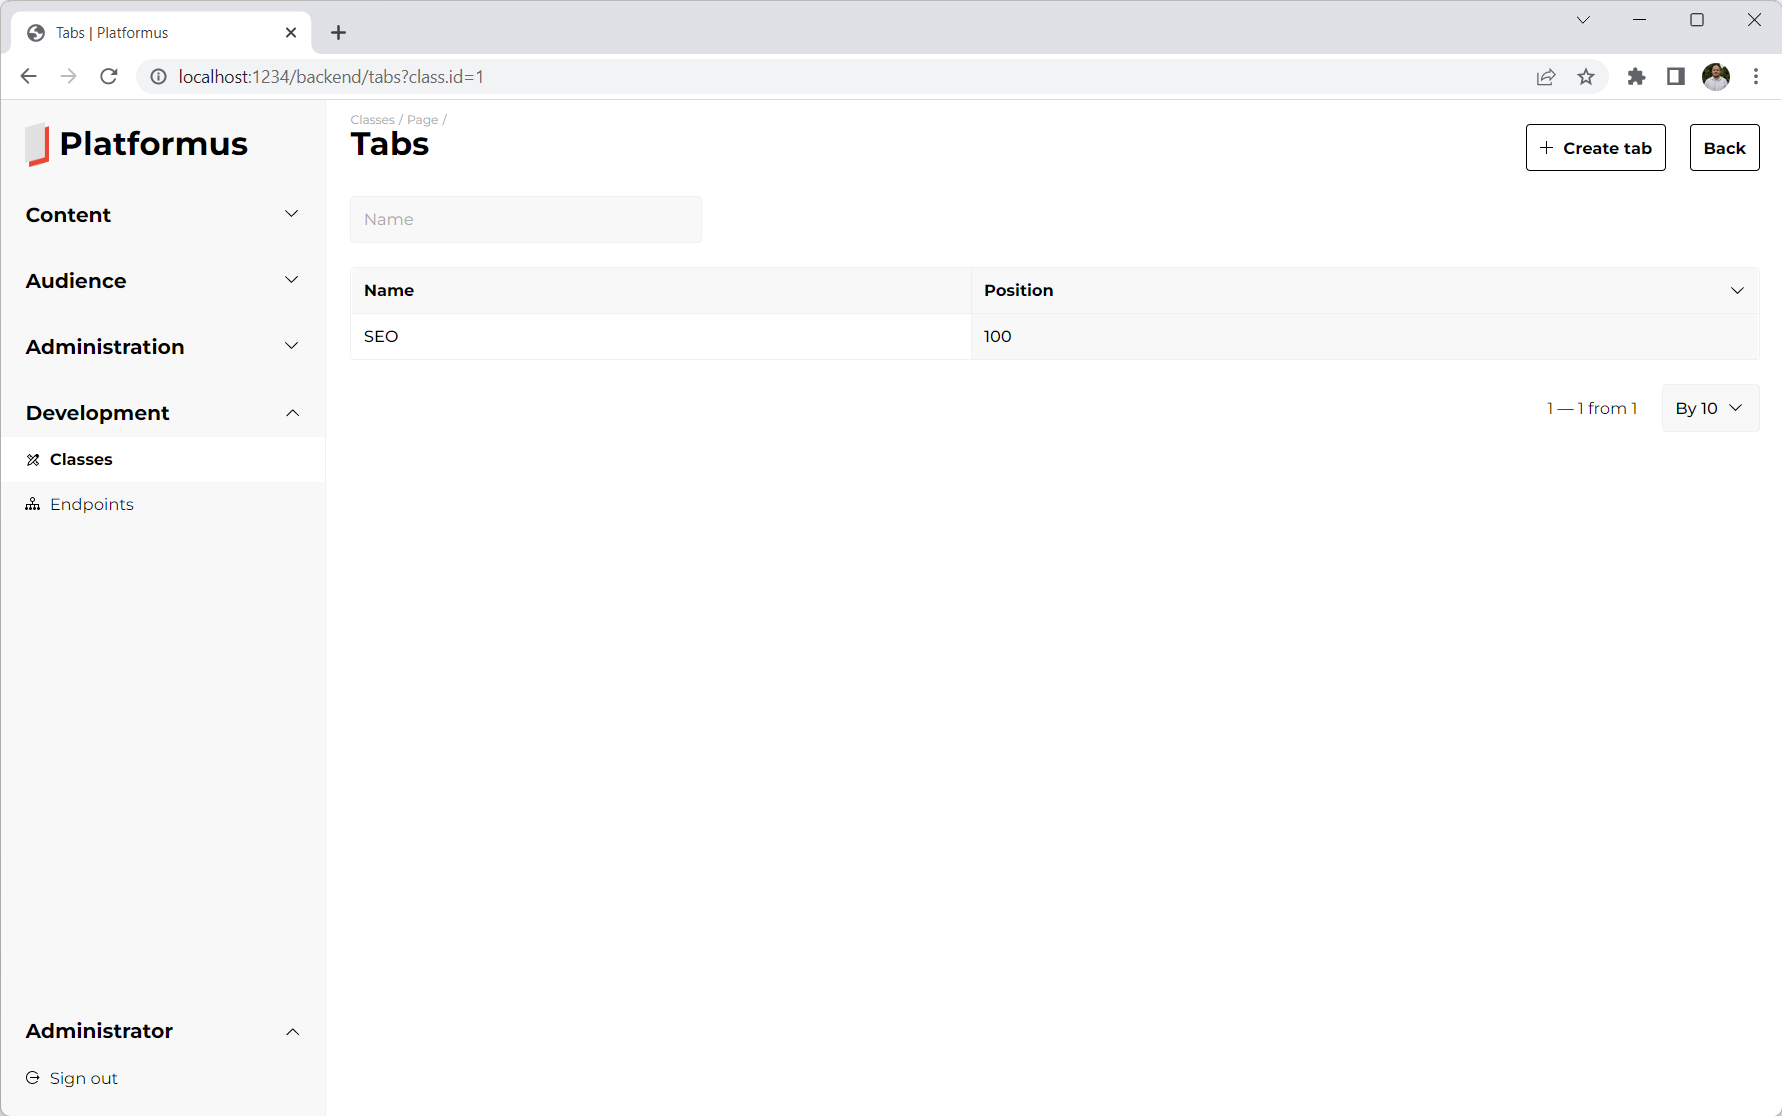 Tabs | Platformus
localhost:1234/backend/tabs?class.id=1
Platformus
Content
Audience
Administration
Development
Classes
Endpoints
Administrator
Sign out
Classes / Page /
Tabs
Create tab
Back
Name
Name Position
SEO 100
1 — 1 from 1
By 10